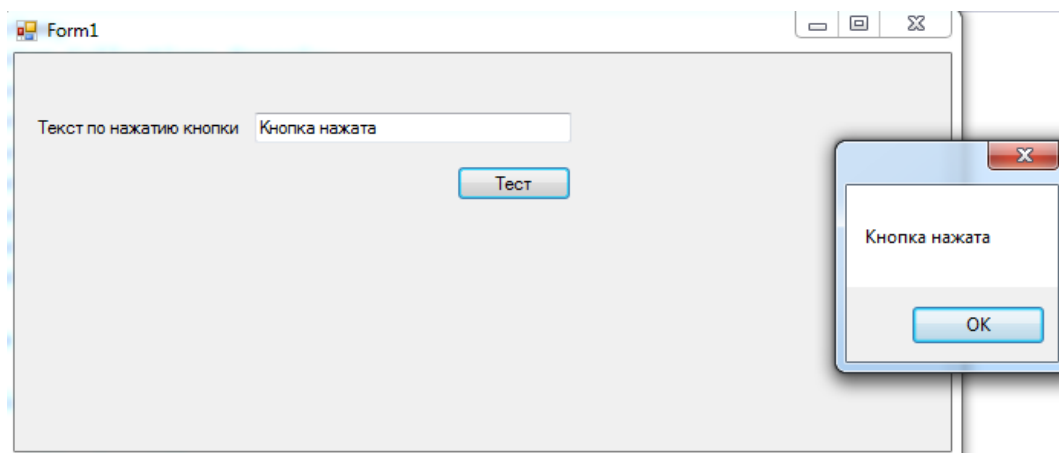 Form1
Текст по нажатию кнопки Кнопка нажата
Тест
Кнопка нажата
OK